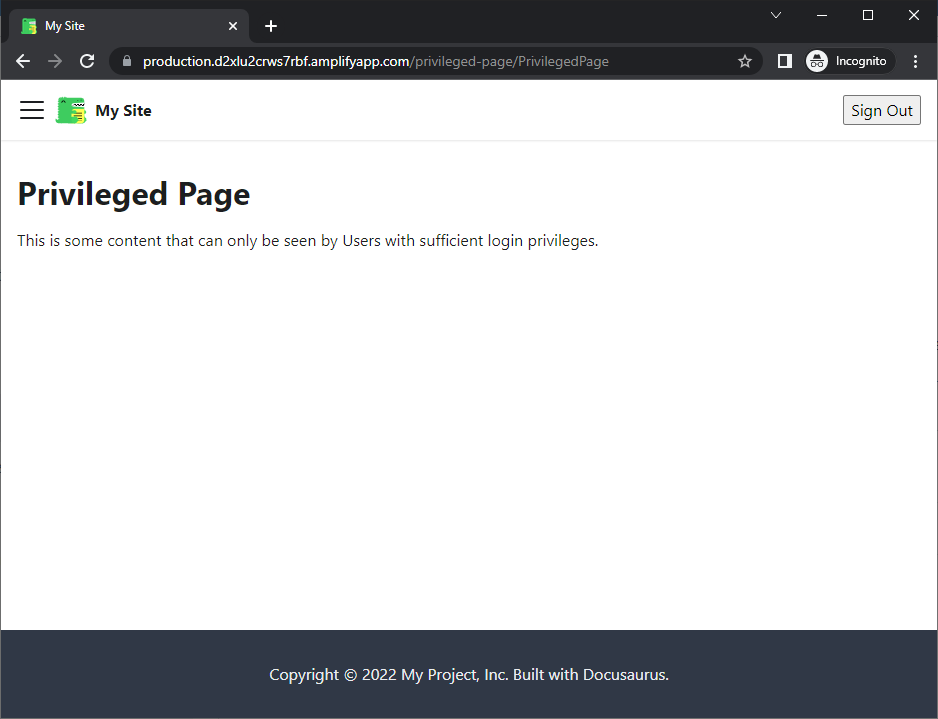 My Site
production.d2xlu2crws7rbf.amplifyapp.com/privileged-page/PrivilegedPage
Incognito
My Site
Sign Out
Privileged Page
This is some content that can only be seen by Users with sufficient login privileges.
Copyright © 2022 My Project, Inc. Built with Docusaurus.